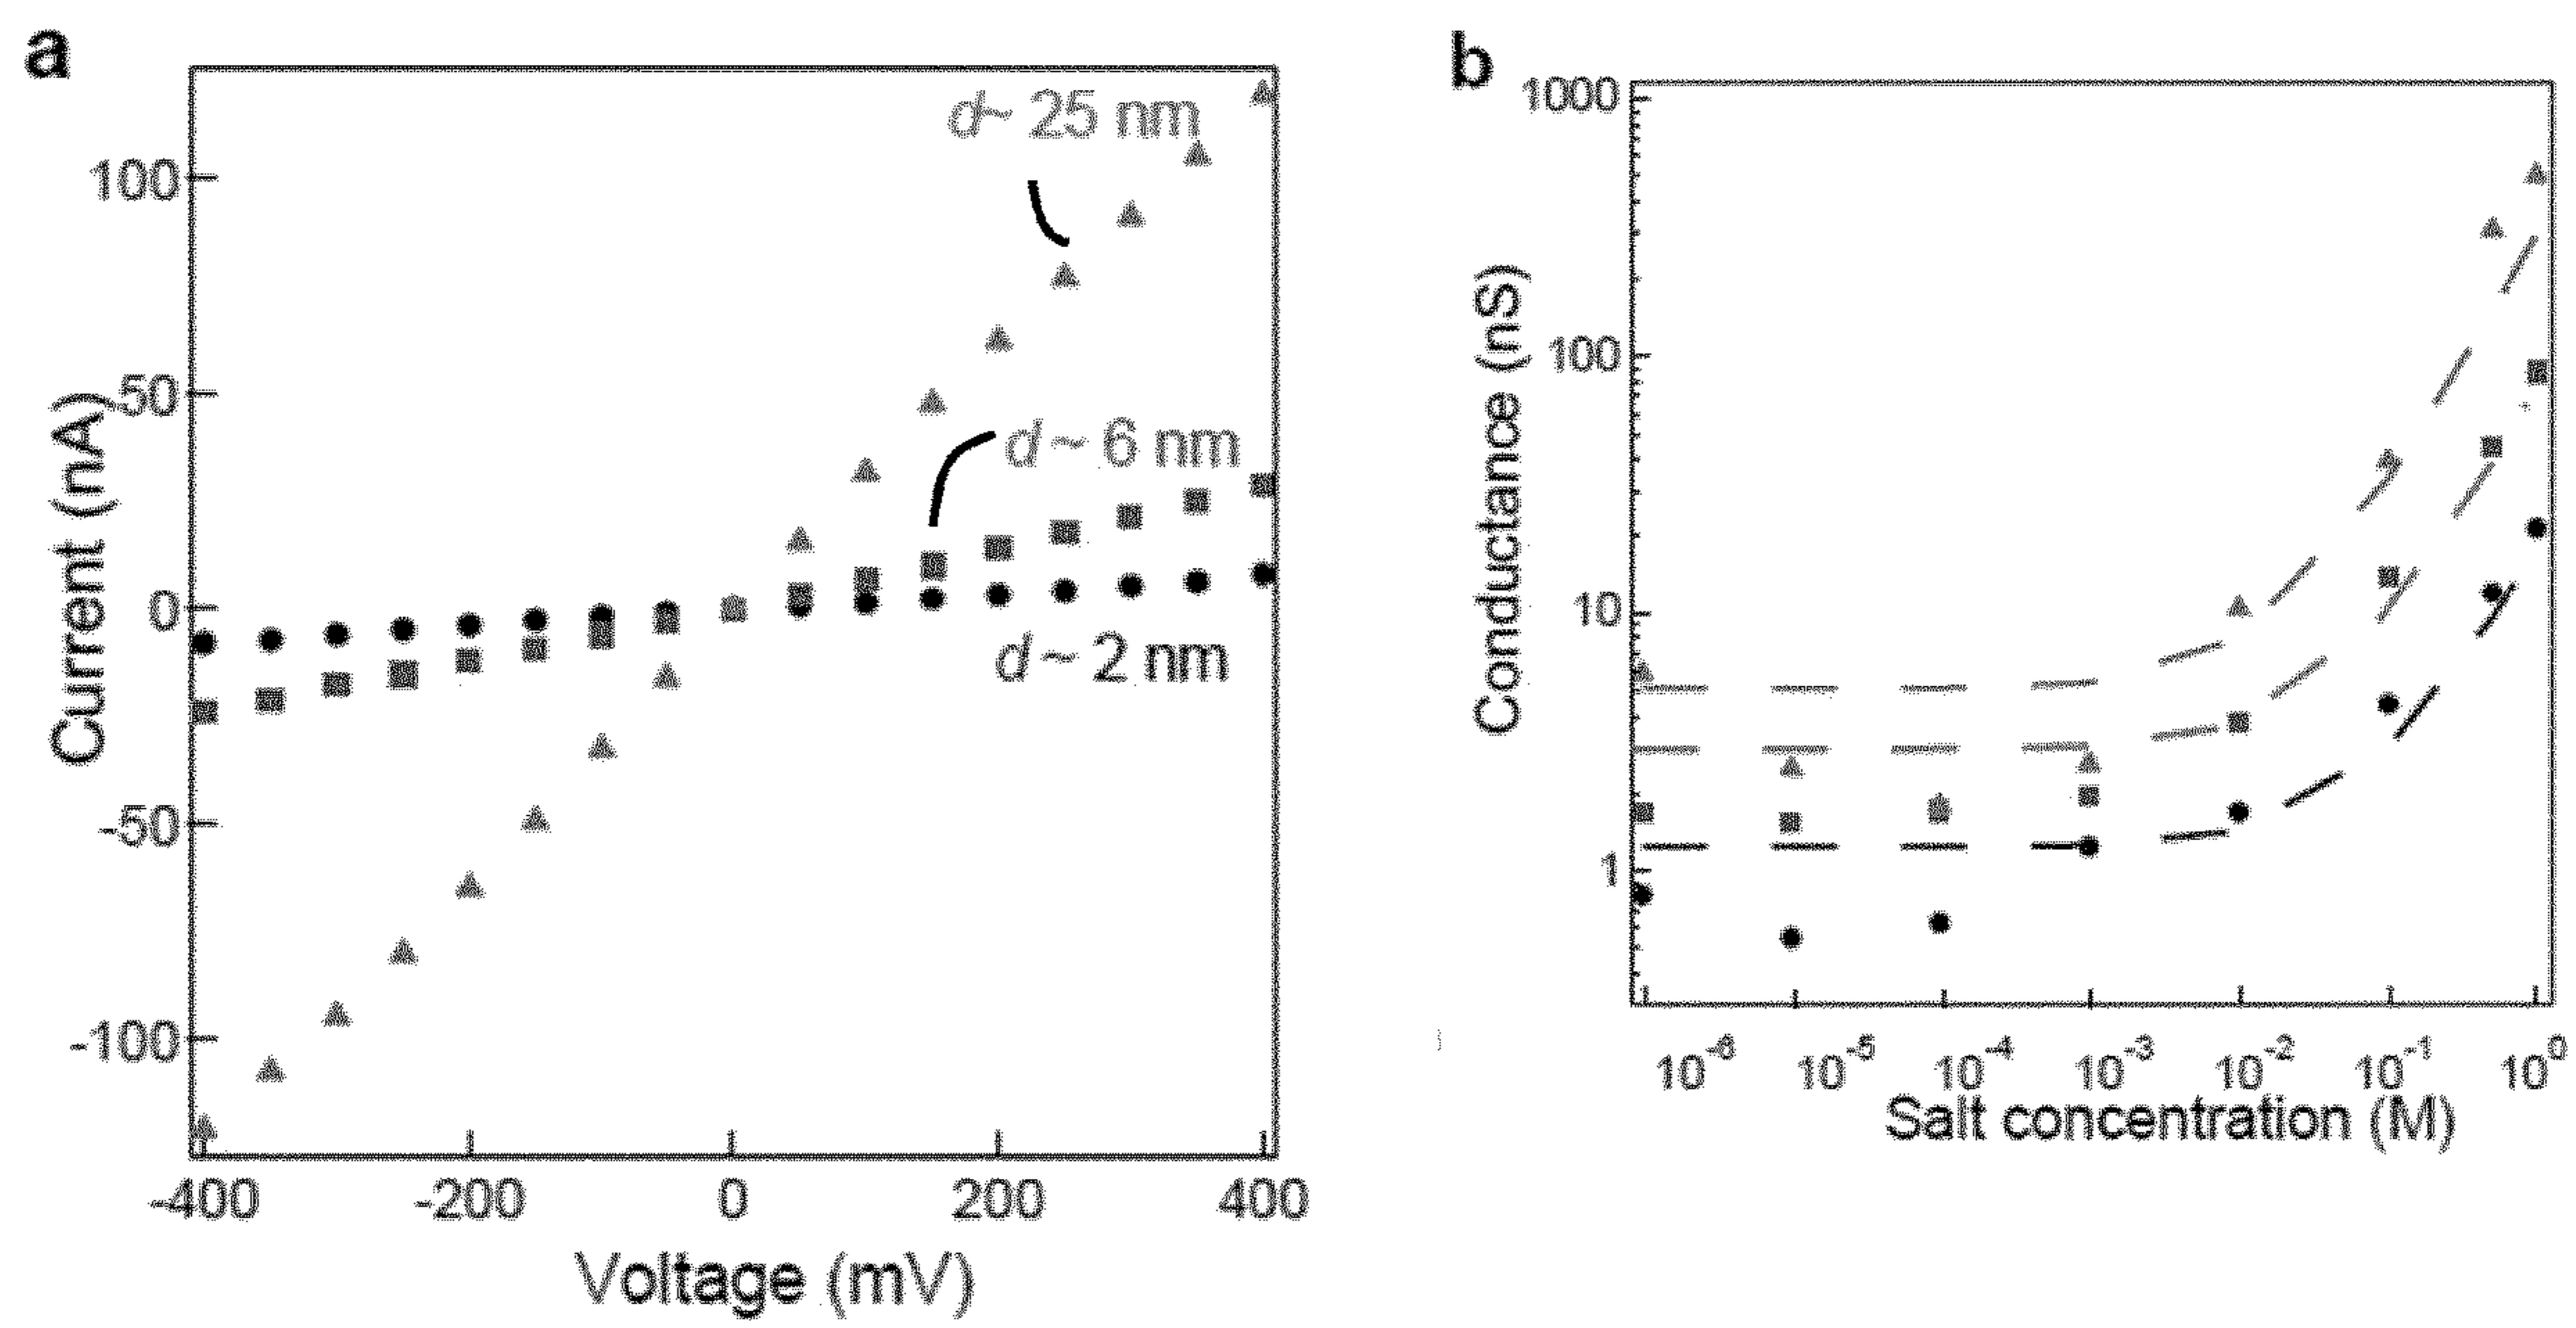 a
d~ 25 nm
100
50
d ~ 6 nm
0
d ~ 2 nm
-50
-100
Current (nA)
-400 -200 0 200 400
Voltage (mV)
b
1000
100
10
1
Conductance (nS)
10-6 10-5 10-4 10-3 10-2 10-1 100
Salt concentration (M)